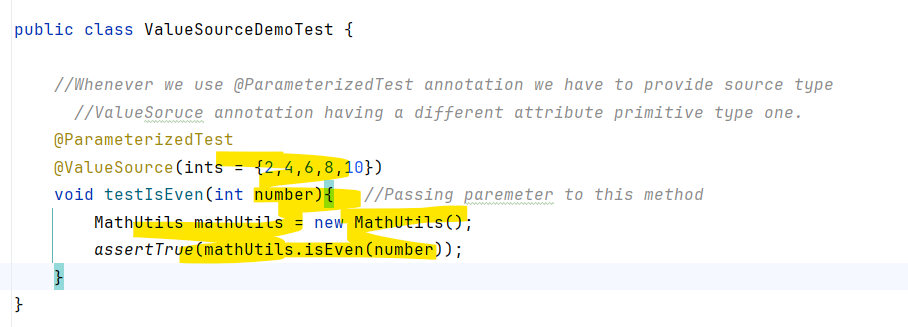 public class ValueSourceDemoTest {
//Whenever we use @ParameterizedTest annotation we have to provide source type
//ValueSoruce annotation having a different attribute primitive type one.
@ParameterizedTest
@ValueSource(ints = {2,4,6,8,10})
void testIsEven(int number){ //Passing paremeter to this method
MathUtils mathUtils = new MathUtils();
assertTrue(mathUtils.isEven(number));
}
}